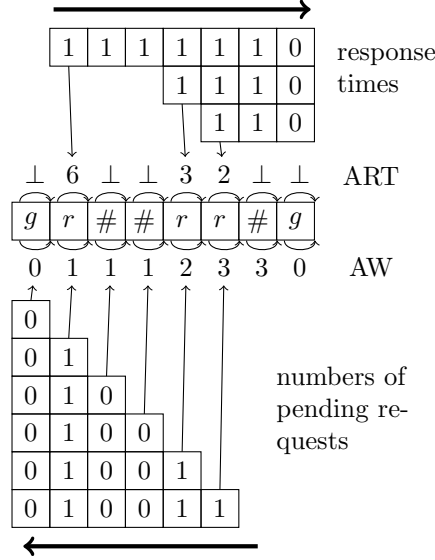 1 1 1 1 1 1 0 response
1 1 1 0 times
1 1 0
⊥ 6 ⊥ ⊥ 3 2 ⊥ ⊥ ART
g r # # r r # g
0 1 1 1 2 3 3 0 AW
0
0 1
0 1 0 numbers of
0 1 0 0 pending re-
0 1 0 0 1 quests
0 1 0 0 1 1